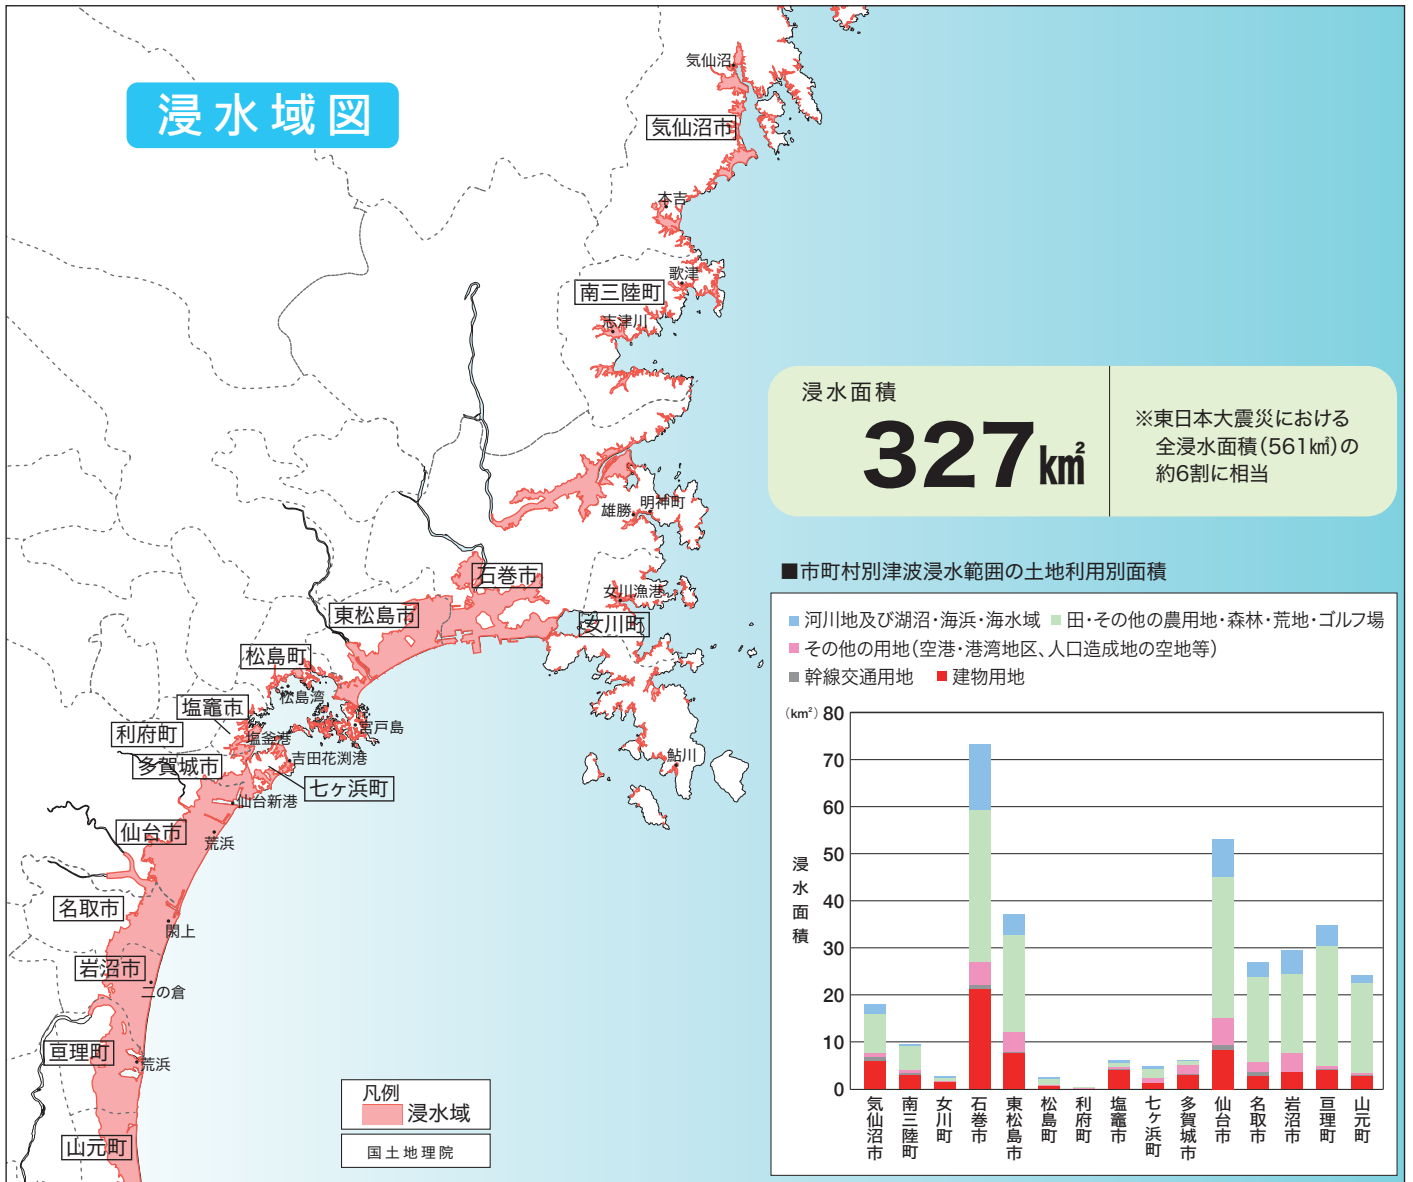 浸水域図
気仙沼
気仙沼市
本吉
歌津
南三陸町
志津川
浸水面積
327km²
※東日本大震災における
全浸水面積(561km²)の
約6割に相当
雄勝
明神町
石巻市
女川漁港
東松島市
女川町
松島町
松島湾
塩竈市
宮戸島
利府町
塩釜港
吉田花渕港
多賀城市
七ヶ浜町
鮎川
仙台新港
仙台市
荒浜
名取市
閖上
岩沼市
二の倉
亘理町
荒浜
山元町
凡例
浸水域
国土地理院
■市町村別津波浸水範囲の土地利用別面積
河川地及び湖沼・海浜・海水域 田・その他の農用地・森林・荒地・ゴルフ場
その他の用地(空港・港湾地区、人口造成地の空地等)
幹線交通用地 建物用地
(km²)
80
70
60
50
40
30
20
10
0
浸水面積
気仙沼市
南三陸町
女川町
石巻市
東松島市
松島町
利府町
塩竈市
七ヶ浜町
多賀城市
仙台市
名取市
岩沼市
亘理町
山元町